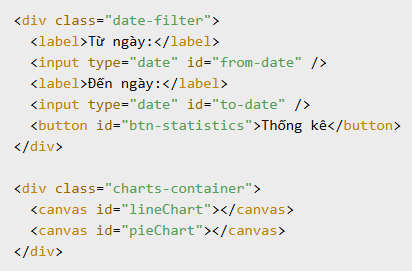 <div class="date-filter">
  <label>Từ ngày:</label>
  <input type="date" id="from-date" />
  <label>Đến ngày:</label>
  <input type="date" id="to-date" />
  <button id="btn-statistics">Thống kê</button>
</div>

<div class="charts-container">
  <canvas id="lineChart"></canvas>
  <canvas id="pieChart"></canvas>
</div>